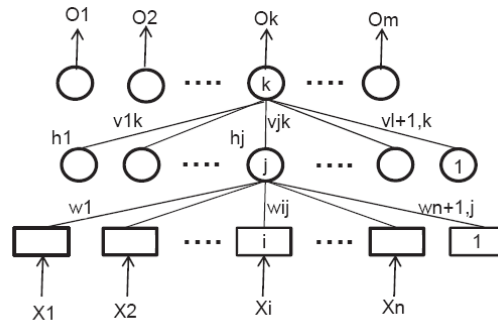 O1 O2 Ok Om
.... k ....
v1k vjk vl+1,k
h1 hj
.... j .... 1
w1 wij wn+1,j
.... i .... 1
X1 X2 Xi Xn